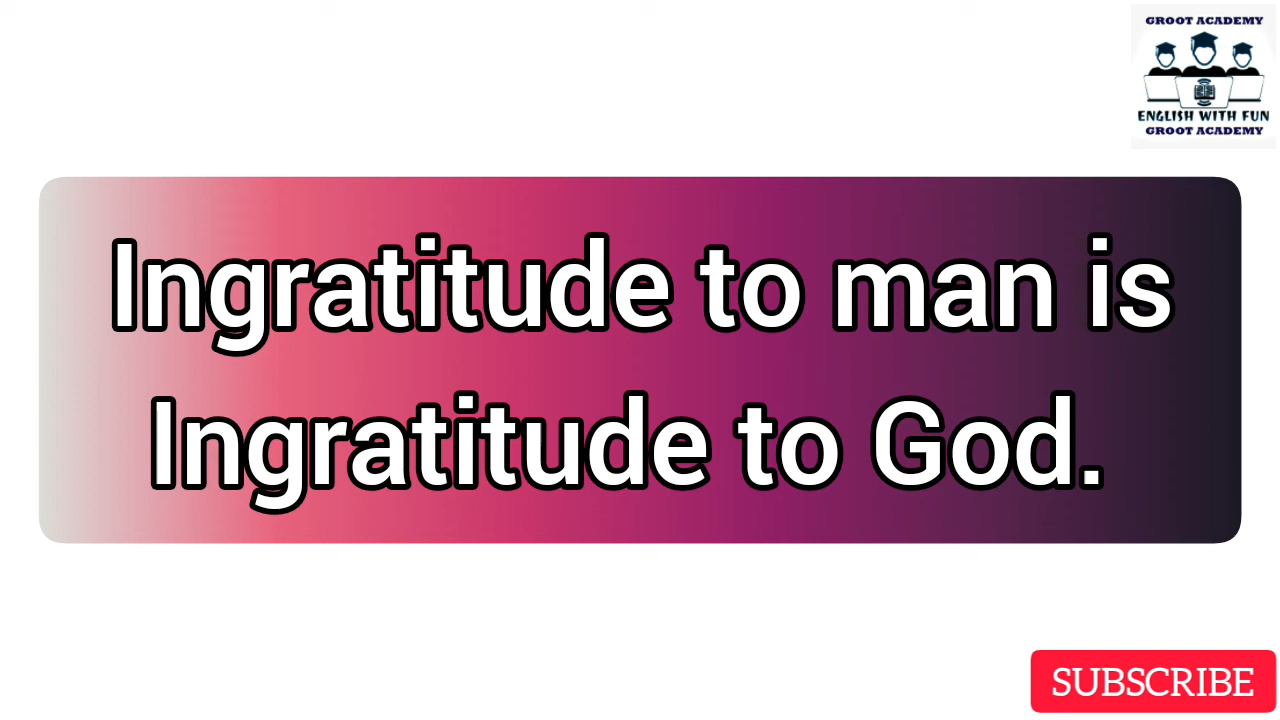 GROOT ACADEMY
ENGLISH WITH FUN
GROOT ACADEMY
Ingratitude to man is
Ingratitude to God.
SUBSCRIBE